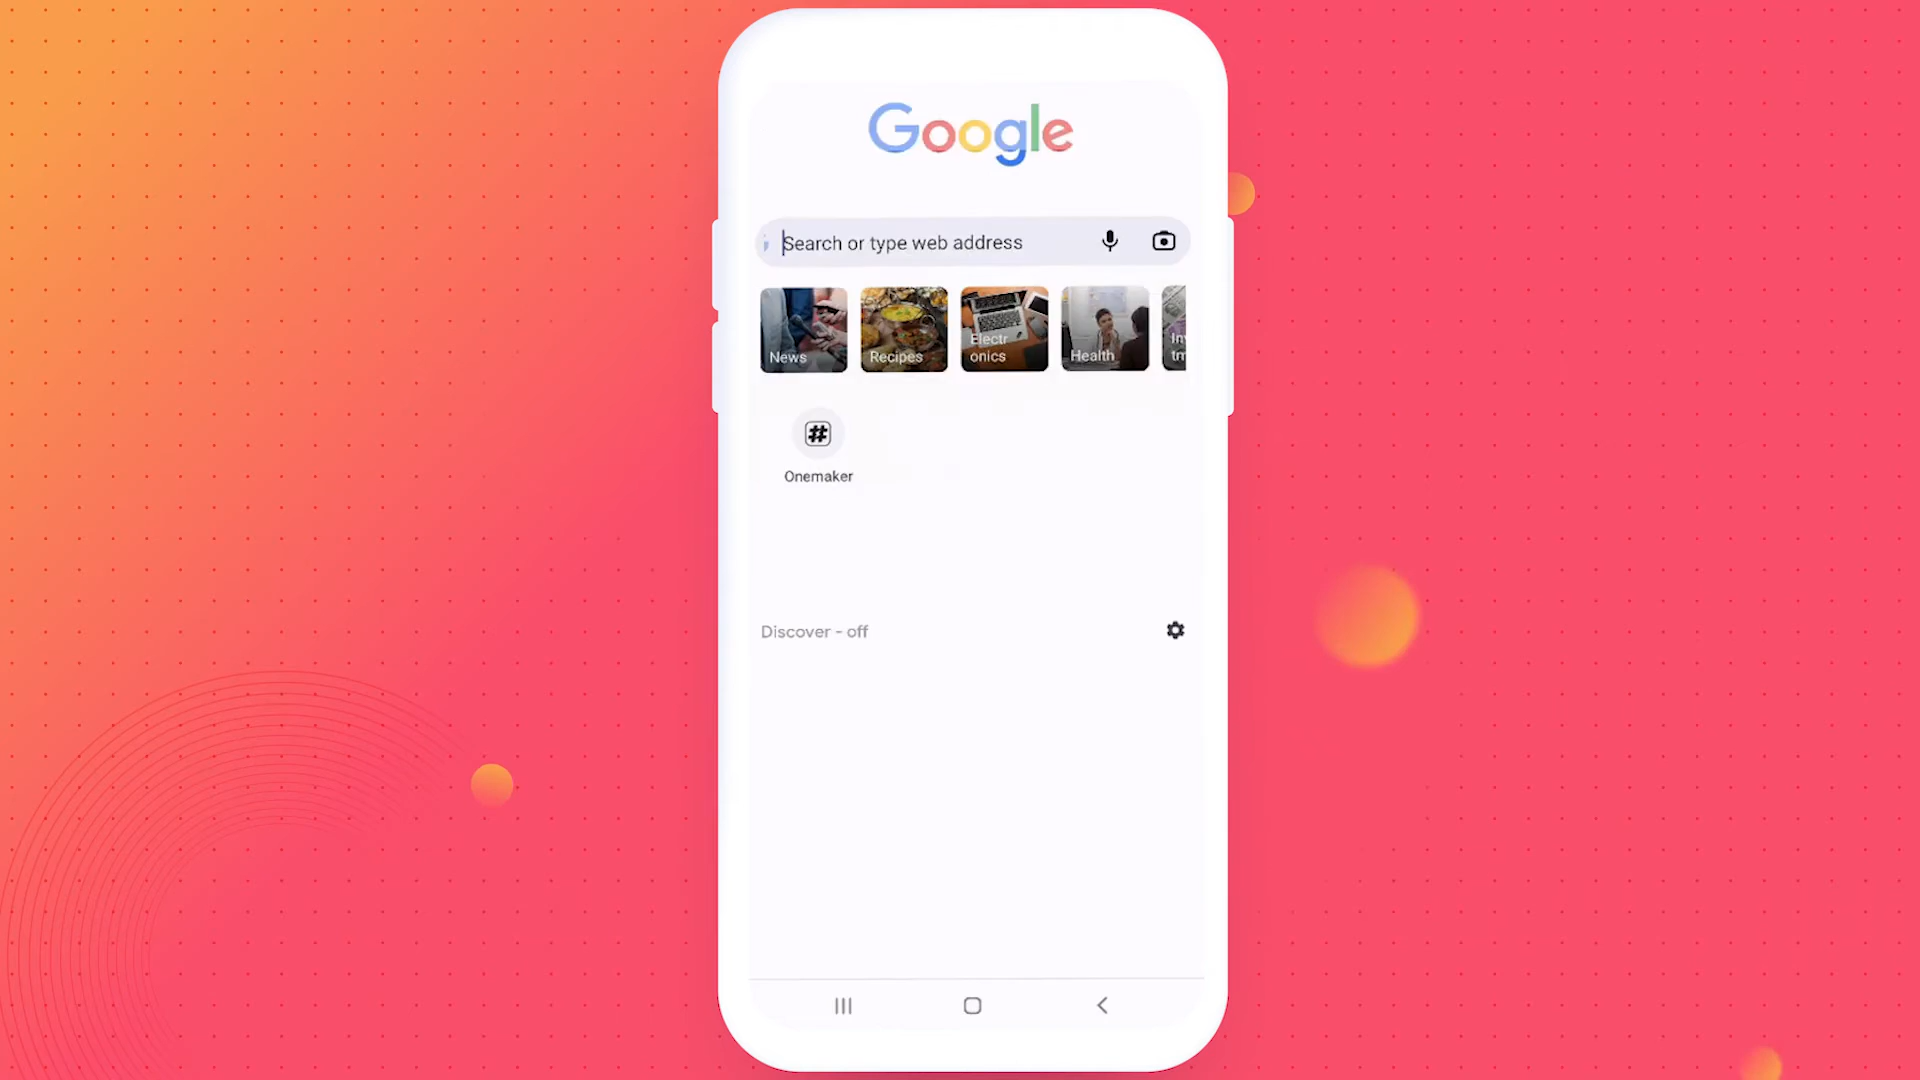 Google
Search or type web address
News
Recipes
Electr
onics
Health
Onemaker
Discover - off